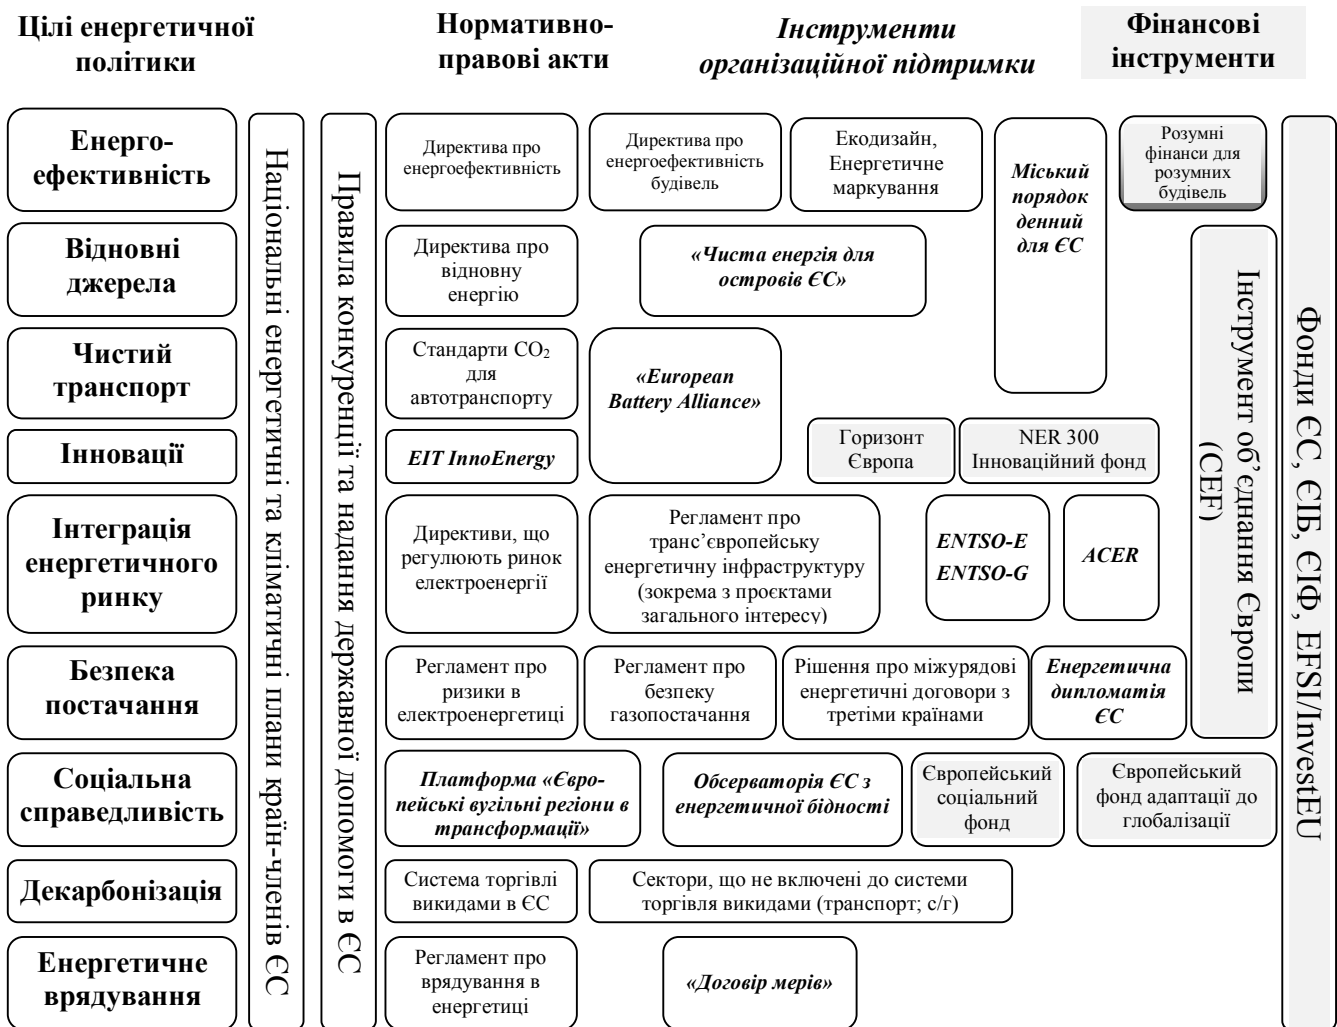 Цілі енергетичної
політики
Нормативно-
правові акти
Інструменти
організаційної підтримки
Фінансові
інструменти
Енерго-
ефективність
Національні енергетичні та кліматичні плани країн-членів ЄС
Правила конкуренції та надання державної допомоги в ЄС
Директива про
енергоефективність
Директива про
енергоефективність
будівель
Екодизайн,
Енергетичне
маркування
Міський
порядок
денний
для ЄС
Розумні
фінанси для
розумних
будівель
Фонди ЄС, ЄІБ, ЄІФ, EFSI/InvestEU
Відновні
джерела
Директива про
відновну
енергію
«Чиста енергія для
островів ЄС»
Інструмент об’єднання Європи
(CEF)
Чистий
транспорт
Стандарти CO₂
для
автотранспорту
«European
Battery Alliance»
Інновації
EIT InnoEnergy
Горизонт
Європа
NER 300
Інноваційний фонд
Інтеграція
енергетичного
ринку
Директиви, що
регулюють ринок
електроенергії
Регламент про
транс’європейську
енергетичну інфраструктуру
(зокрема з проєктами
загального інтересу)
ENTSO-E
ENTSO-G
ACER
Безпека
постачання
Регламент про
ризики в
електроенергетиці
Регламент про
безпеку
газопостачання
Рішення про міжурядові
енергетичні договори з
третіми країнами
Енергетична
дипломатія
ЄС
Соціальна
справедливість
Платформа «Євро-
пейські вугільні регіони в
трансформації»
Обсерваторія ЄС з
енергетичної бідності
Європейський
соціальний
фонд
Європейський
фонд адаптації до
глобалізації
Декарбонізація
Система торгівлі
викидами в ЄС
Сектори, що не включені до системи
торгівля викидами (транспорт; с/г)
Енергетичне
врядування
Регламент про
врядування в
енергетиці
«Договір мерів»